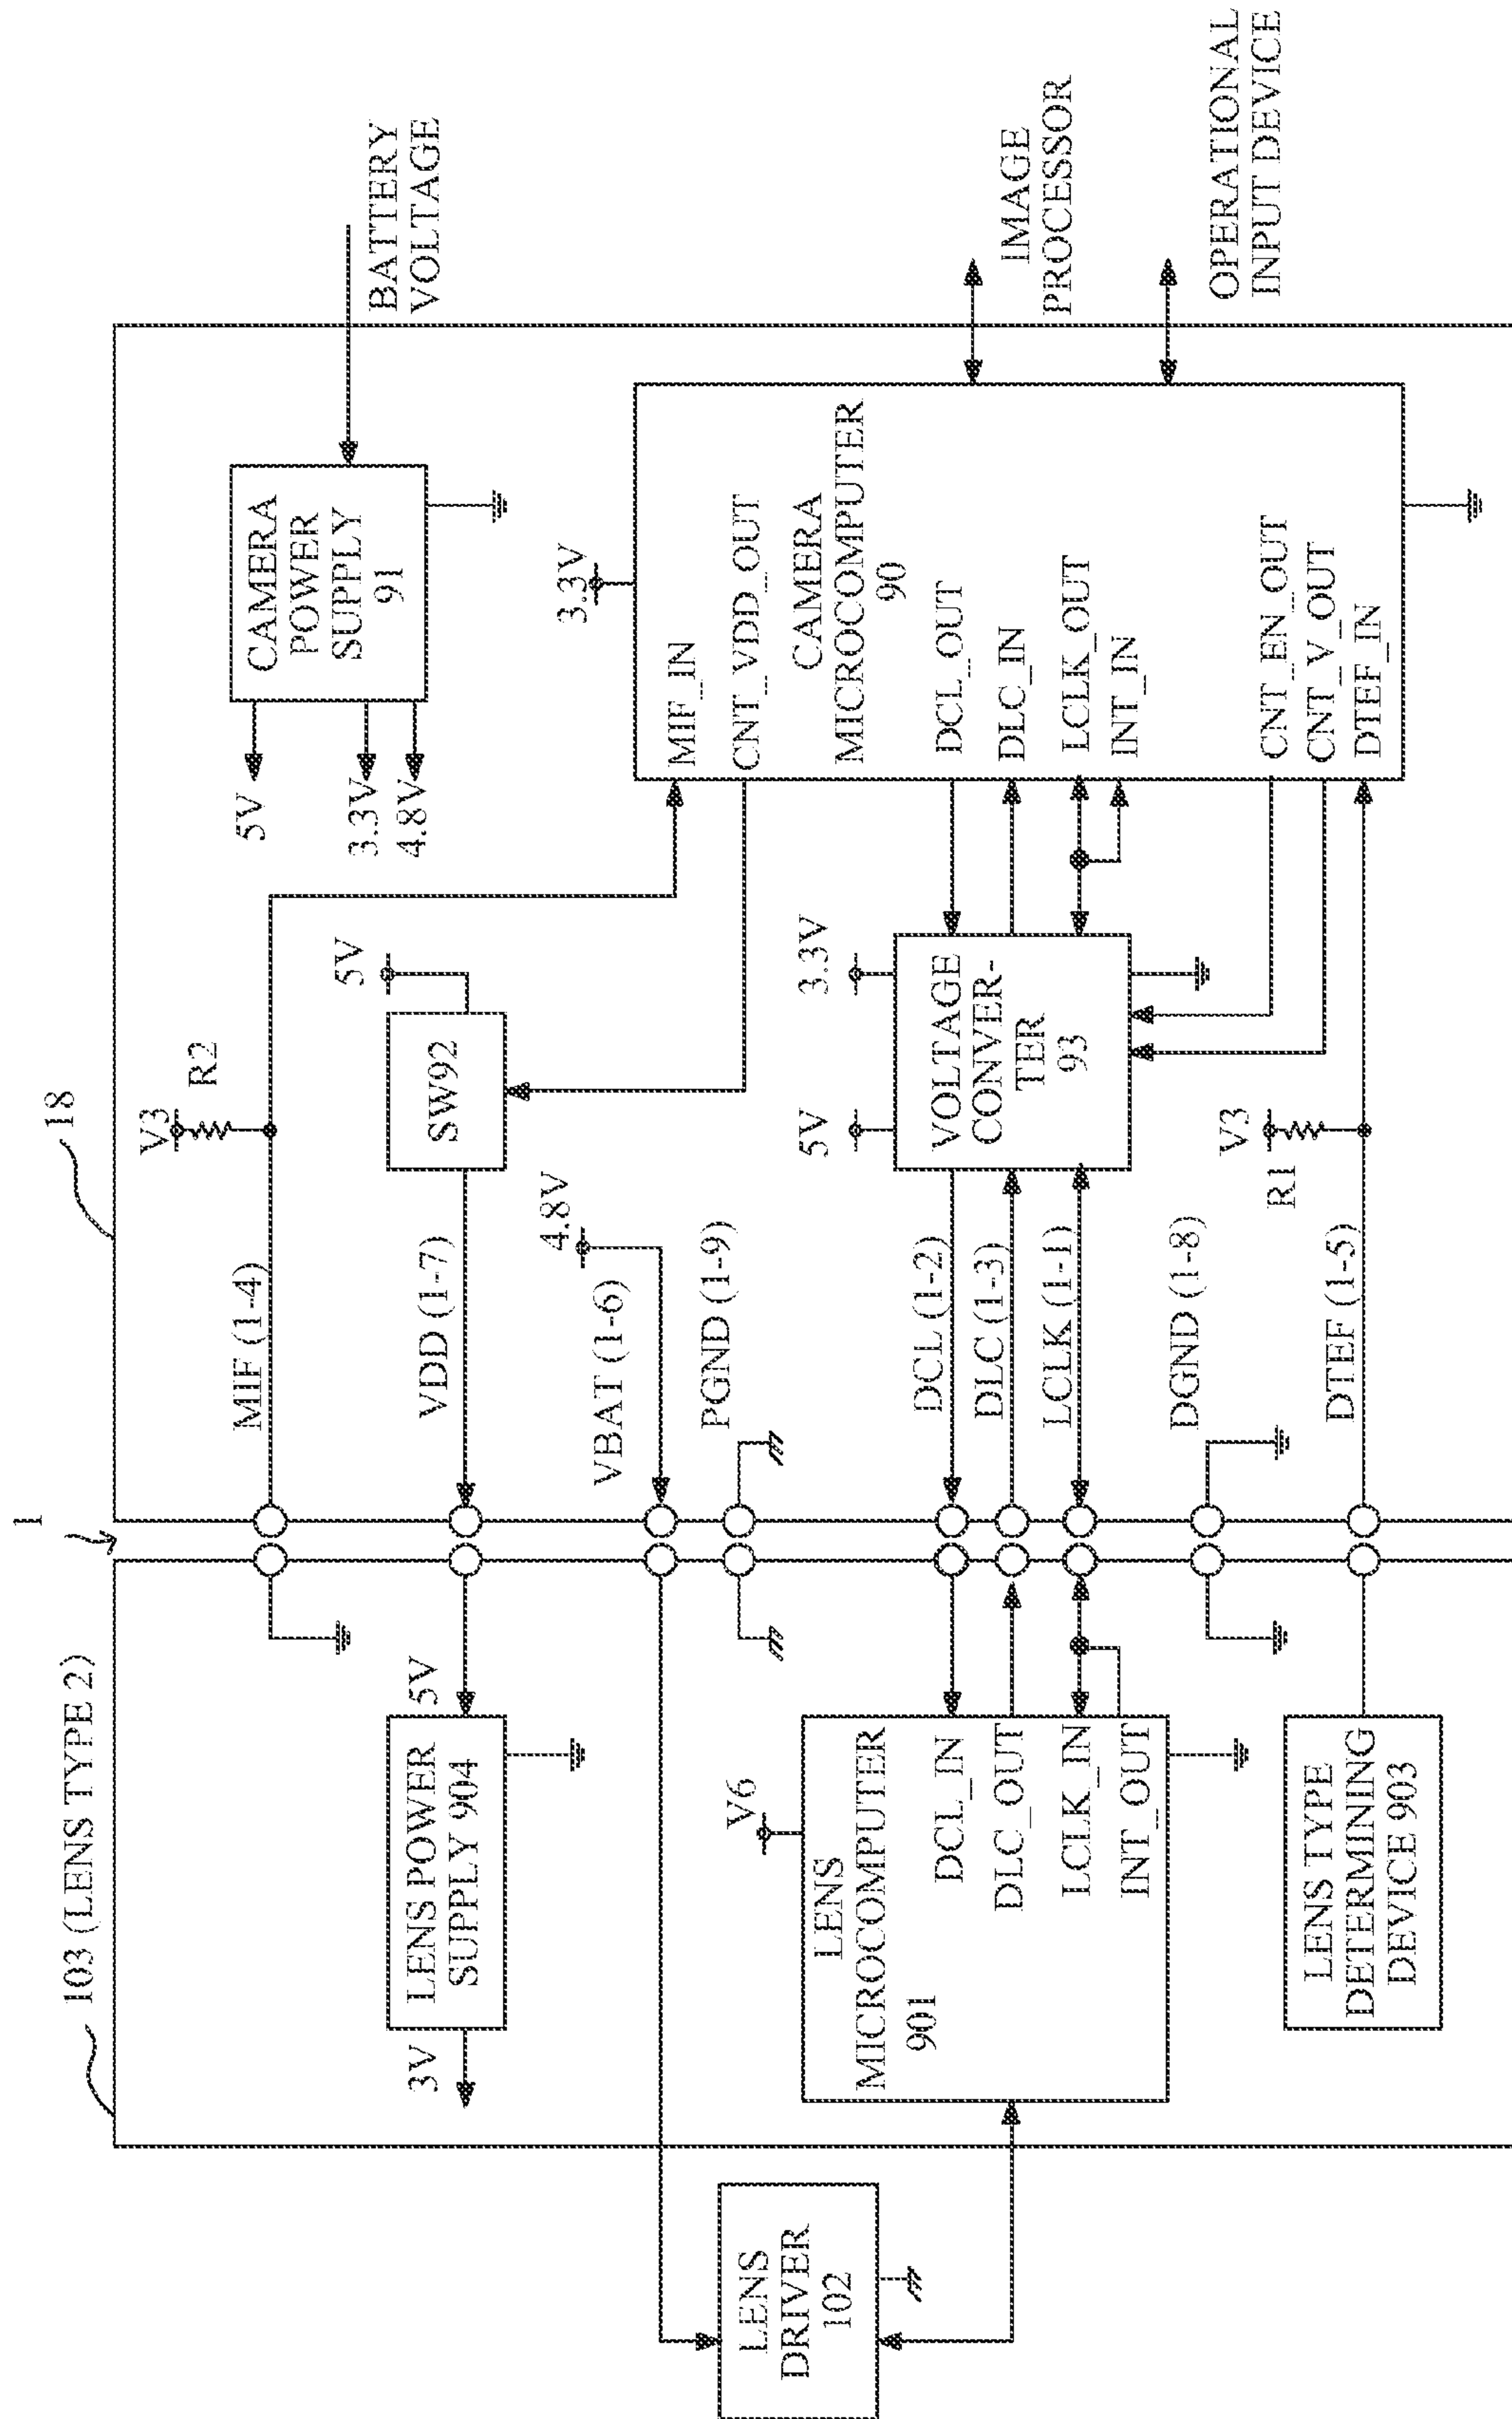 1
103 (LENS TYPE 2)
18
LENS
DRIVER
102
3V
LENS POWER
SUPPLY 904
5V
V6
LENS
MICROCOMPUTER
901
DCL_IN
DLC_OUT
LCLK_IN
INT_OUT
LENS TYPE
DETERMINING
DEVICE 903
MIF (1-4)
VDD (1-7)
VBAT (1-6)
4.8V
PGND (1-9)
DCL (1-2)
DLC (1-3)
LCLK (1-1)
DGND (1-8)
DTEF (1-5)
V3
R2
SW92
5V
5V
3.3V
VOLTAGE
CONVER-
TER
93
V3
R1
5V
3.3V
4.8V
CAMERA
POWER
SUPPLY
91
3.3V
MIF_IN
CNT_VDD_OUT
CAMERA
MICROCOMPUTER
90
DCL_OUT
DLC_IN
LCLK_OUT
INT_IN
CNT_EN_OUT
CNT_V_OUT
DTEF_IN
BATTERY
VOLTAGE
IMAGE
PROCESSOR
OPERATIONAL
INPUT DEVICE